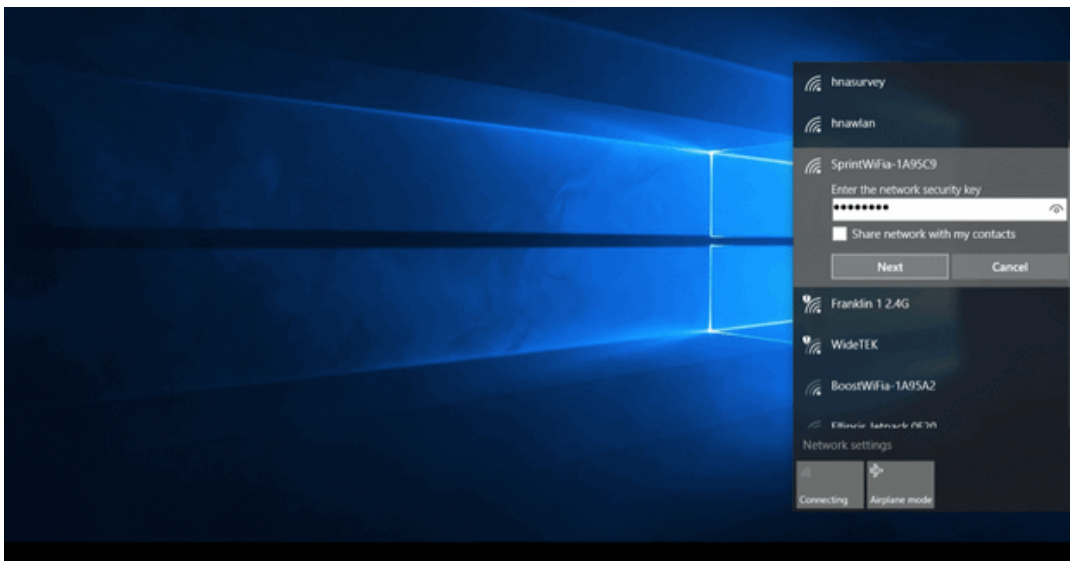 hnasurvey
hnawlan
SprintWiFia-1A95C9
Enter the network security key
••••••••
Share network with my contacts
Next Cancel
Franklin 1 2.4G
WideTEK
BoostWiFia-1A95A2
Network settings
Connecting Airplane mode